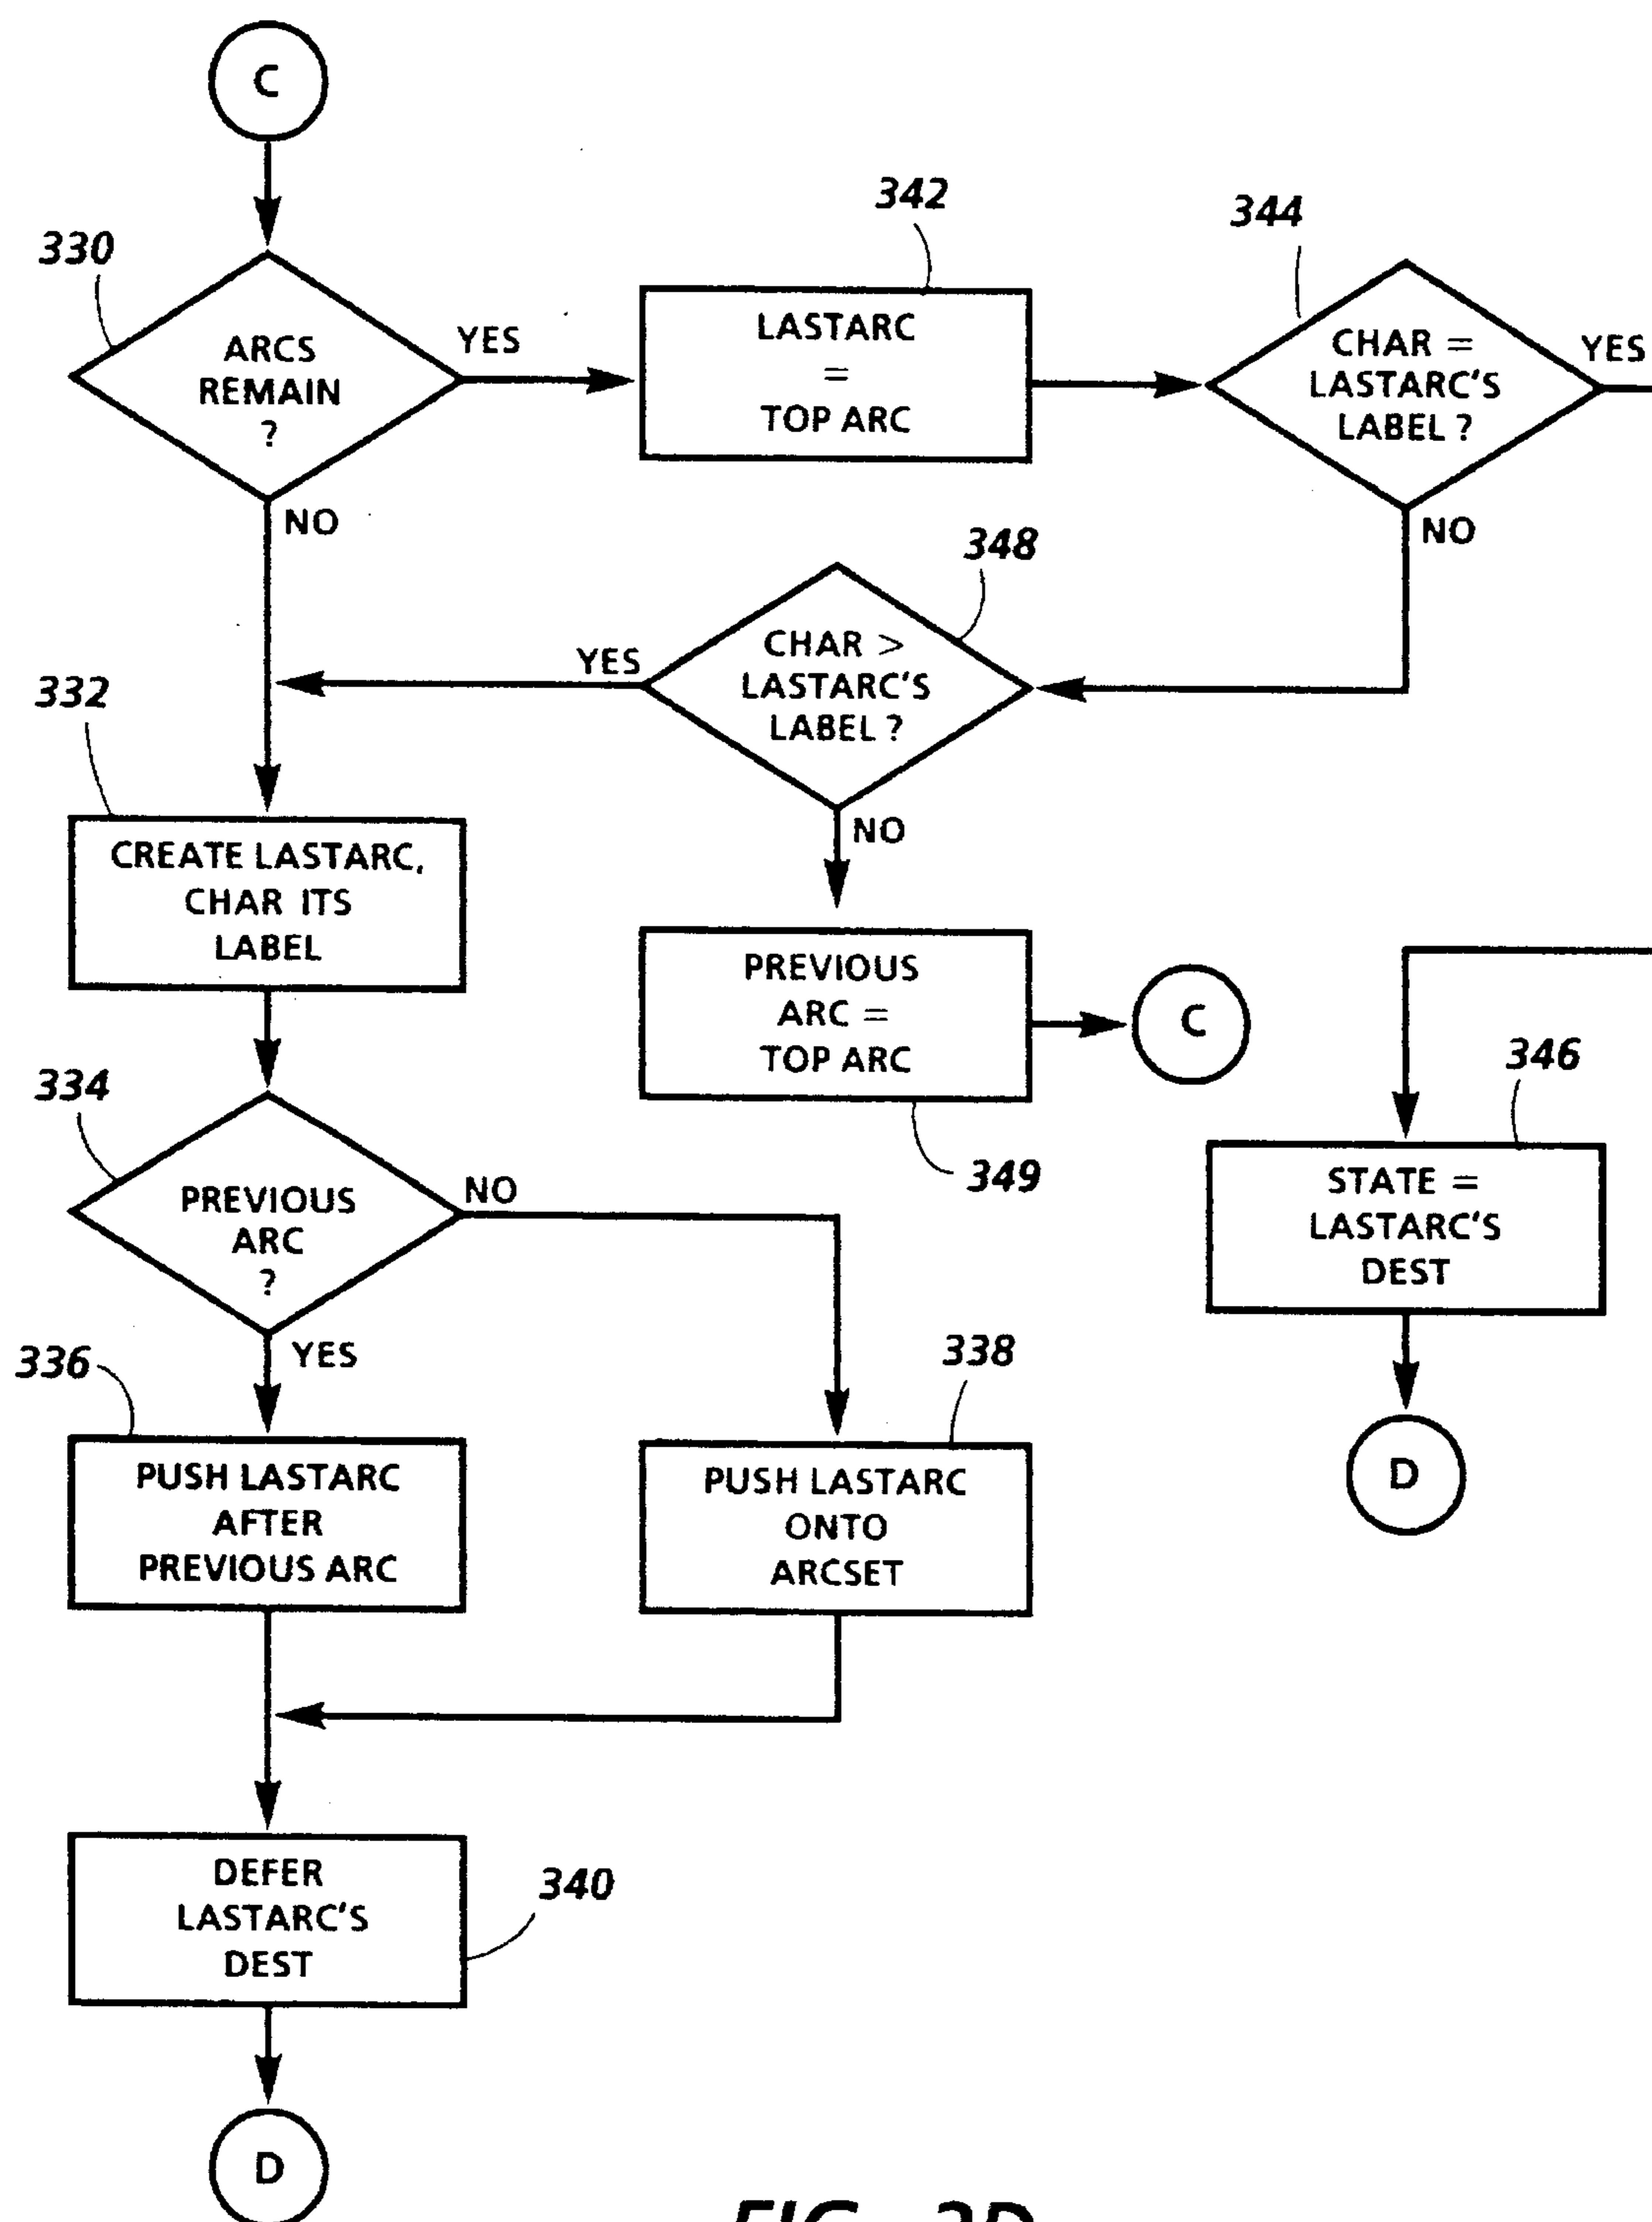 C
330
ARCS
REMAIN
?
YES
NO
342
LASTARC
=
TOP ARC
344
CHAR =
LASTARC'S
LABEL ?
YES
NO
348
CHAR >
LASTARC'S
LABEL ?
YES
NO
332
CREATE LASTARC,
CHAR ITS
LABEL
PREVIOUS
ARC =
TOP ARC
349
C
334
PREVIOUS
ARC
?
NO
YES
346
STATE =
LASTARC'S
DEST
D
336
PUSH LASTARC
AFTER
PREVIOUS ARC
338
PUSH LASTARC
ONTO
ARCSET
340
DEFER
LASTARC'S
DEST
D